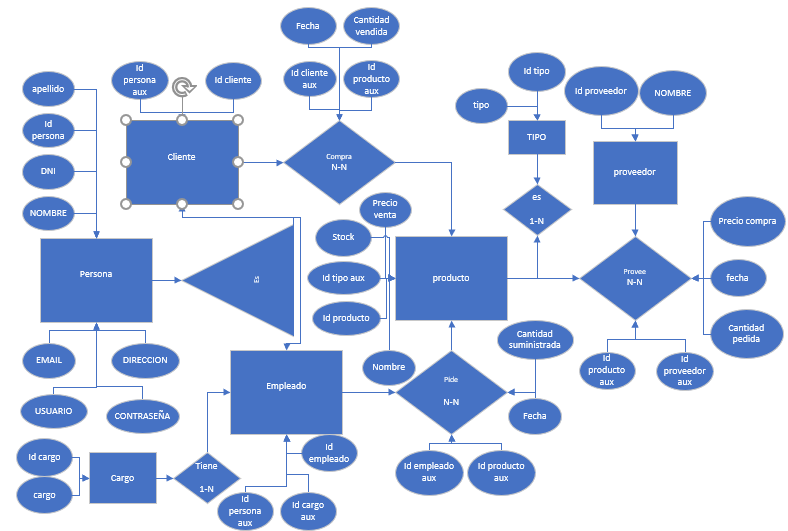 Fecha
Cantidad
vendida
Id
persona
aux
Id cliente
Id cliente
aux
Id
producto
aux
Id tipo
tipo
Id proveedor
NOMBRE
apellido
Id
persona
DNI
NOMBRE
Cliente
Compra
N-N
TIPO
proveedor
es
1-N
Precio
venta
Stock
Id tipo aux
Id producto
Nombre
Persona
Es
producto
Provee
N-N
Precio compra
fecha
Cantidad
pedida
EMAIL
DIRECCION
USUARIO
CONTRASEÑA
Empleado
Pide
N-N
Cantidad
suministrada
Fecha
Id
producto
aux
Id
proveedor
aux
Id cargo
cargo
Cargo
Tiene
1-N
Id
empleado
Id
persona
aux
Id cargo
aux
Id empleado
aux
Id producto
aux